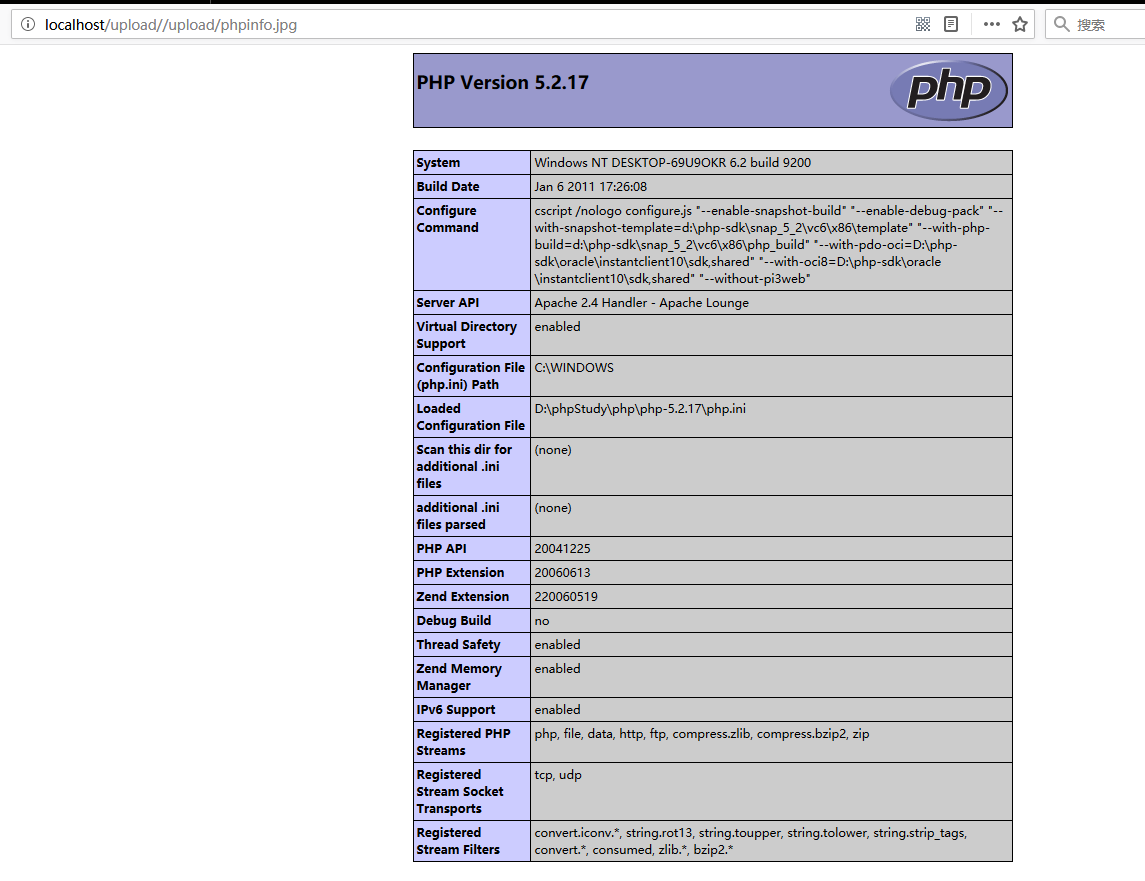 localhost/upload//upload/phpinfo.jpg
搜索
PHP Version 5.2.17
php
System
Windows NT DESKTOP-69U9OKR 6.2 build 9200
Build Date
Jan 6 2011 17:26:08
Configure
Command
cscript /nologo configure.js "--enable-snapshot-build" "--enable-debug-pack" "--
with-snapshot-template=d:\php-sdk\snap_5_2\vc6\x86\template" "--with-php-
build=d:\php-sdk\snap_5_2\vc6\x86\php_build" "--with-pdo-oci=D:\php-
sdk\oracle\instantclient10\sdk,shared" "--with-oci8=D:\php-sdk\oracle
\instantclient10\sdk,shared" "--without-pi3web"
Server API
Apache 2.4 Handler - Apache Lounge
Virtual Directory
Support
enabled
Configuration File
(php.ini) Path
C:\WINDOWS
Loaded
Configuration File
D:\phpStudy\php\php-5.2.17\php.ini
Scan this dir for
additional .ini
files
(none)
additional .ini
files parsed
(none)
PHP API
20041225
PHP Extension
20060613
Zend Extension
220060519
Debug Build
no
Thread Safety
enabled
Zend Memory
Manager
enabled
IPv6 Support
enabled
Registered PHP
Streams
php, file, data, http, ftp, compress.zlib, compress.bzip2, zip
Registered
Stream Socket
Transports
tcp, udp
Registered
Stream Filters
convert.iconv.*, string.rot13, string.toupper, string.tolower, string.strip_tags,
convert.*, consumed, zlib.*, bzip2.*